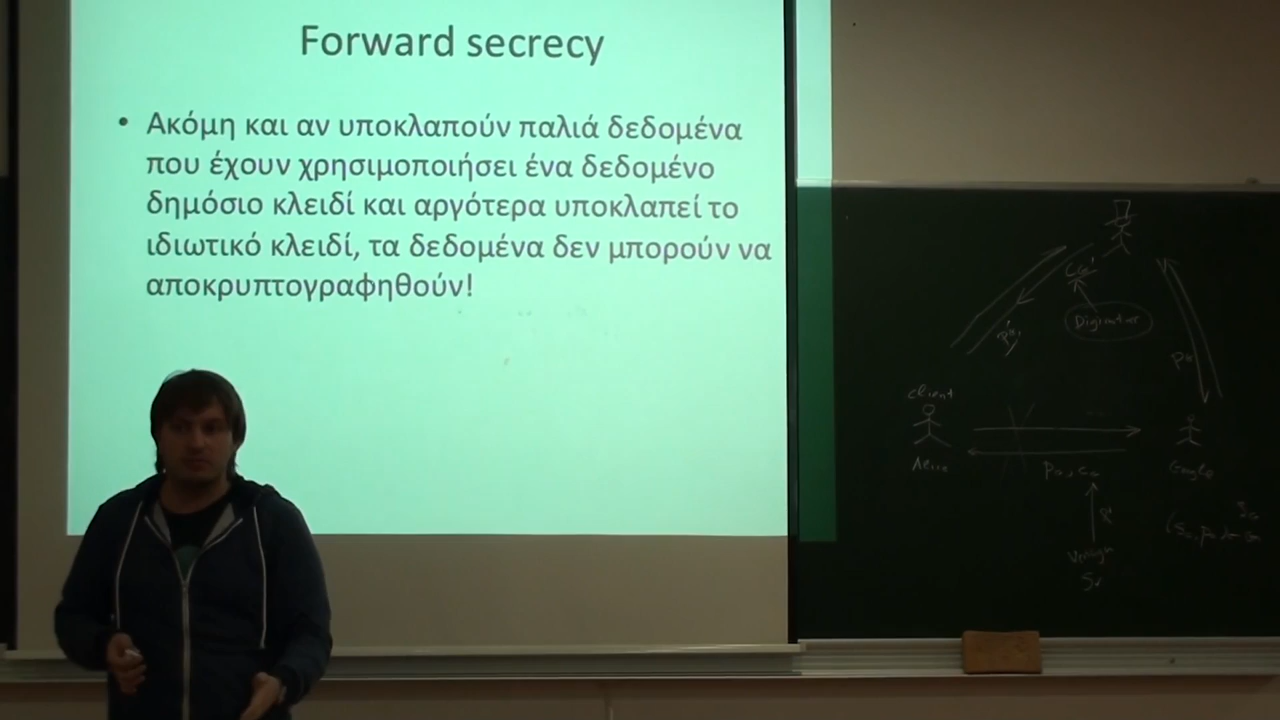 Forward secrecy
• Ακόμη και αν υποκλαπούν παλιά δεδομένα
που έχουν χρησιμοποιήσει ένα δεδομένο
δημόσιο κλειδί και αργότερα υποκλαπεί το
ιδιωτικό κλειδί, τα δεδομένα δεν μπορούν να
αποκρυπτογραφηθούν!
client
Alice
Google